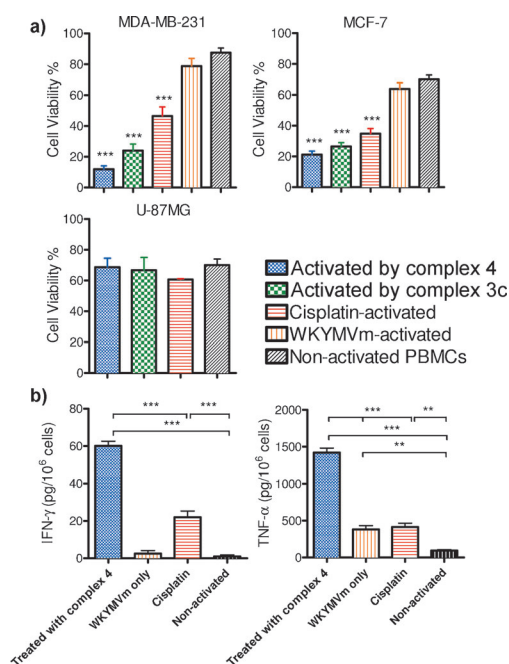 a)
MDA-MB-231
Cell Viability %
100
80
60
40
20
0
***
***
***
MCF-7
Cell Viability %
100
80
60
40
20
0
***
***
***
U-87MG
Cell Viability %
100
80
60
40
20
0
Activated by complex 4
Activated by complex 3c
Cisplatin-activated
WKYMVm-activated
Non-activated PBMCs
b)
IFN-γ (pg/10⁶ cells)
80
60
40
20
0
***
***
***
Treated with complex 4
WKYMVm only
Cisplatin
Non-activated
TNF-α (pg/10⁶ cells)
2000
1500
1000
500
0
***
**
***
**
Treated with complex 4
WKYMVm only
Cisplatin
Non-activated